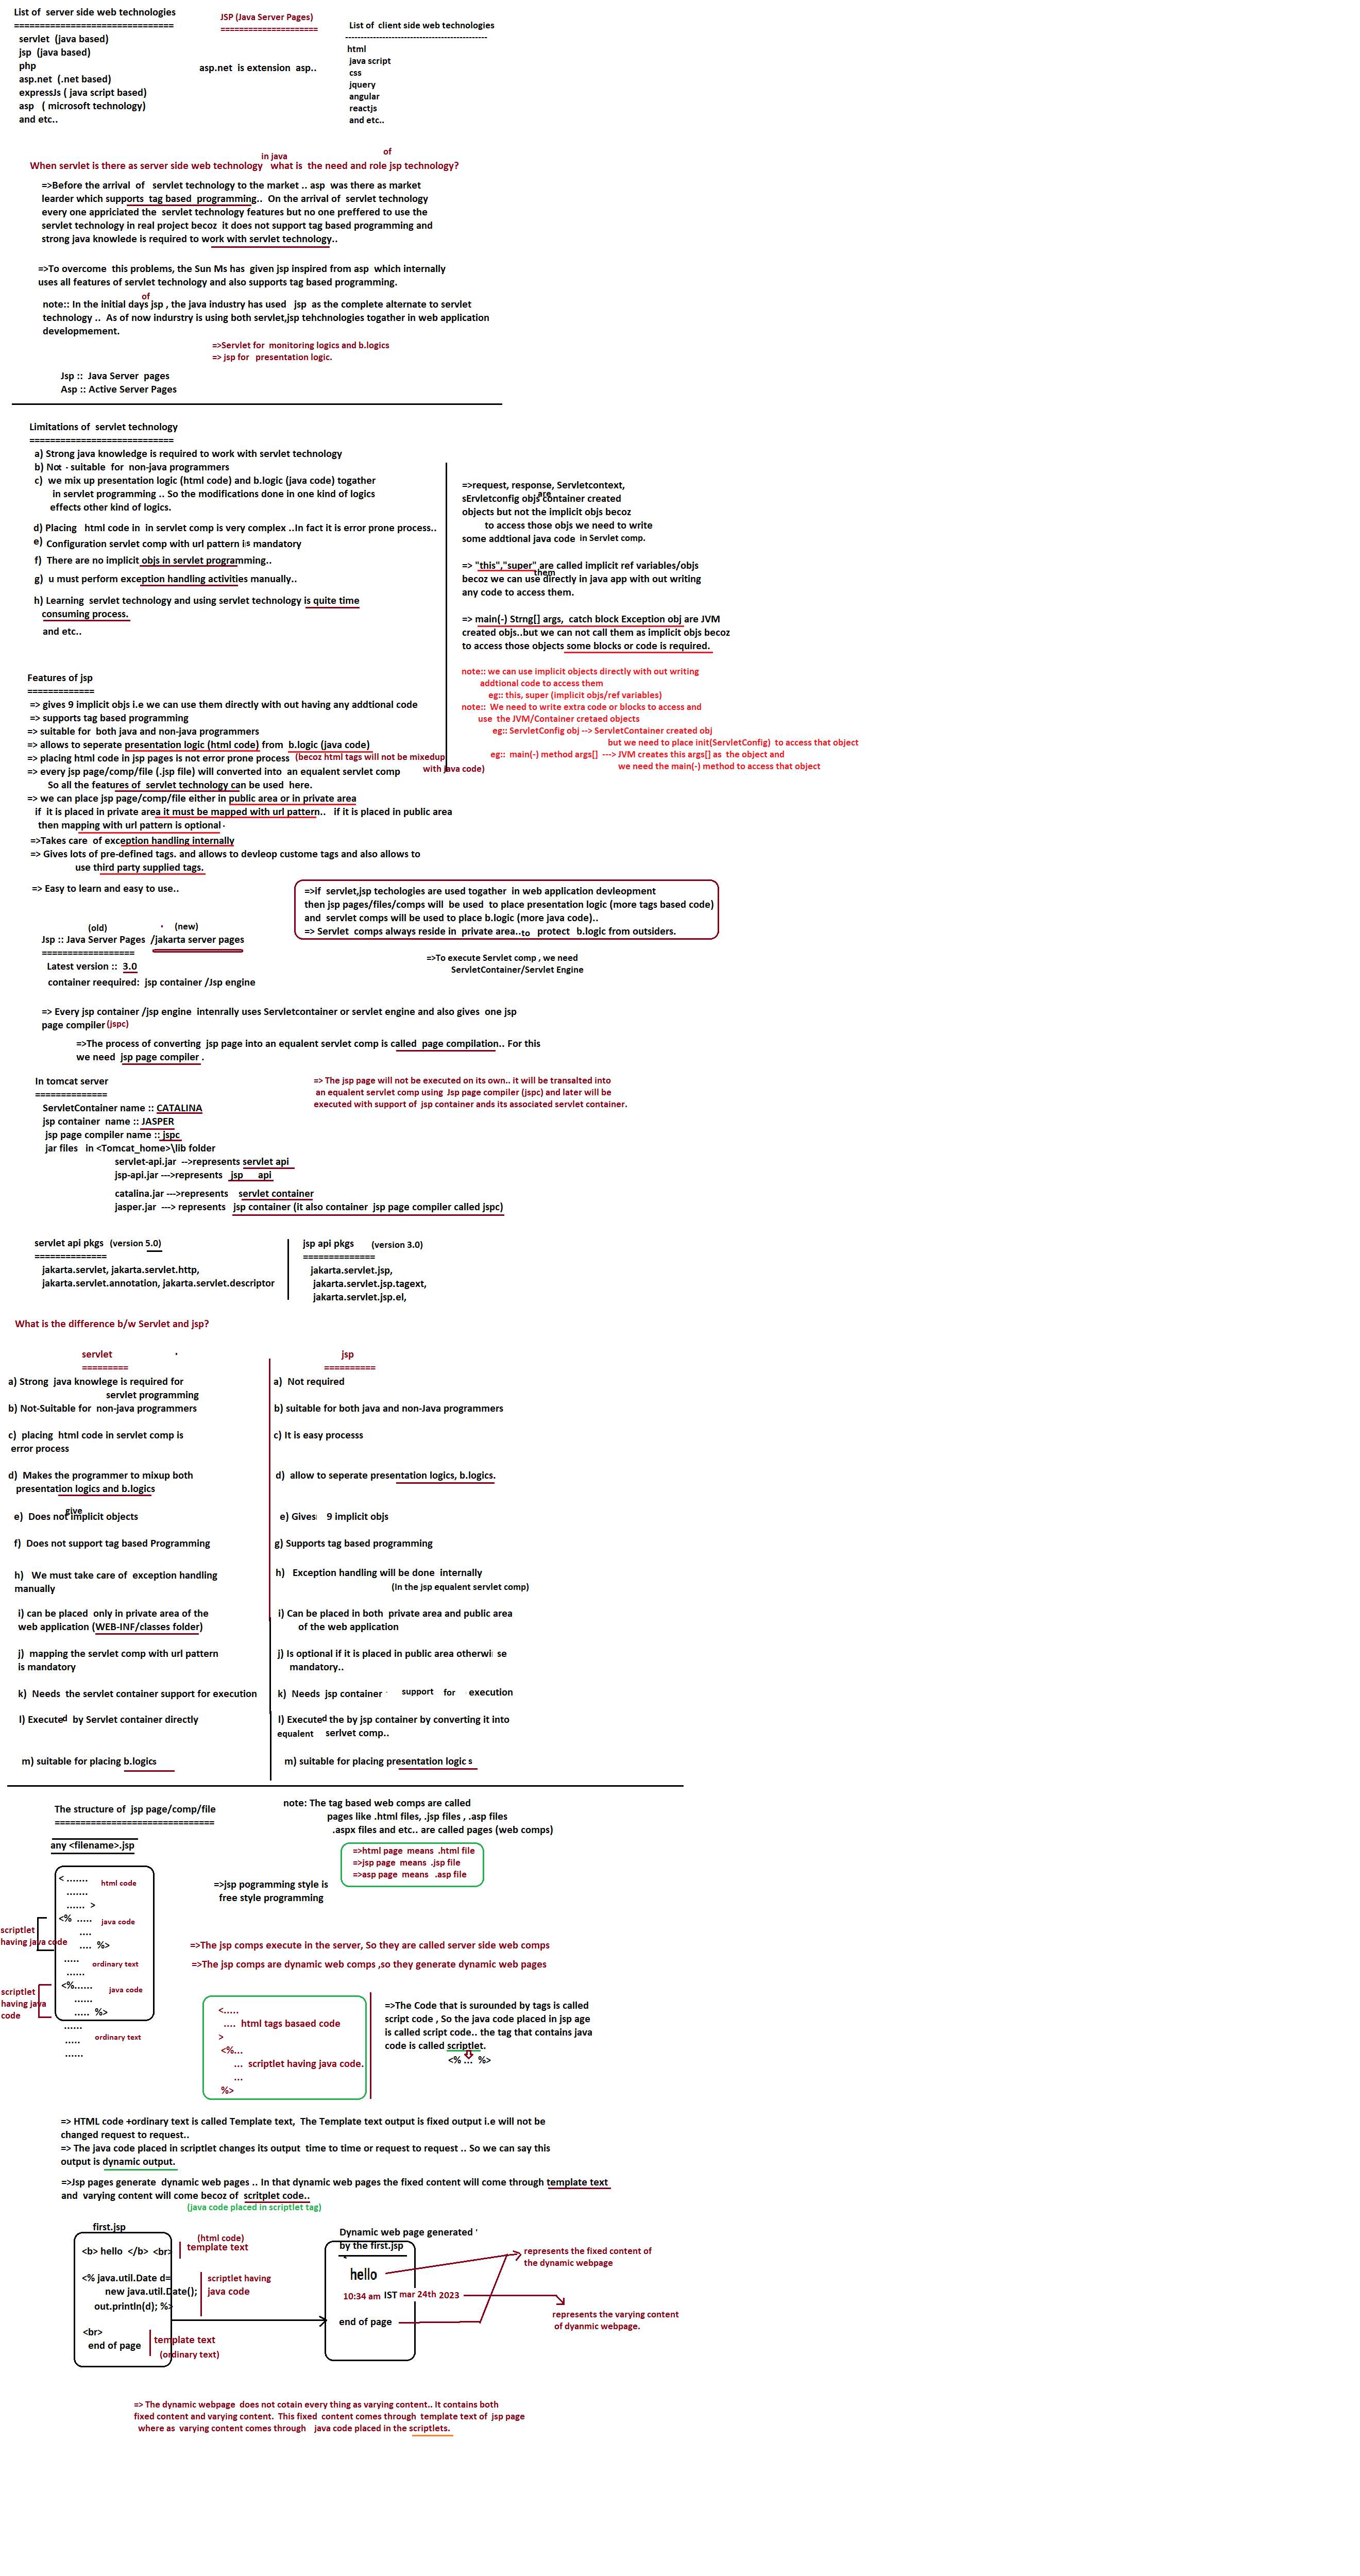 List of  server side web technologies
===============================
servlet  (java based)
jsp  (java based)
php
asp.net  (.net based)
expressJs ( java script based)
asp   ( microsoft technology)
and etc..
JSP (Java Server Pages)
=====================
asp.net  is extension  asp..
List of  client side web technologies
-----------------------------------------------
html
java script
css
jquery
angular
reactjs
and etc..
in java
of
When servlet is there as server side web technology   what is  the need and role jsp technology?
=>Before the arrival  of   servlet technology to the market .. asp  was there as market
learder which supports  tag based  programming..  On the arrival of  servlet technology
every one appriciated the  servlet technology features but no one preffered to use the
servlet technology in real project becoz  it does not support tag based programming and
strong java knowlede is required to work with servlet technology..
=>To overcome  this problems, the Sun Ms has  given jsp inspired from asp  which internally
uses all features of servlet technology and also supports tag based programming.
of
note:: In the initial days jsp , the java industry has used   jsp  as the complete alternate to servlet
technology ..  As of now indurstry is using both servlet,jsp tehchnologies togather in web application
developmement.
=>Servlet for  monitoring logics and b.logics
=> jsp for   presentation logic.
Jsp ::  Java Server  pages
Asp :: Active Server Pages
Limitations of  servlet technology
============================
a) Strong java knowledge is required to work with servlet technology
b) Not - suitable  for  non-java programmers
c)  we mix up presentation logic (html code) and b.logic (java code) togather
in servlet programming .. So the modifications done in one kind of logics
effects other kind of logics.
d) Placing   html code in  in servlet comp is very complex ..In fact it is error prone process..
e) Configuration servlet comp with url pattern is mandatory
f)  There are no implicit objs in servlet programming..
g)  u must perform exception handling activities manually..
h) Learning  servlet technology and using servlet technology is quite time
consuming process.
and etc..
=>request, response, Servletcontext,
are
sErvletconfig objs container created
objects but not the implicit objs becoz
to access those objs we need to write
some addtional java code  in Servlet comp.
=> "this","super" are called implicit ref variables/objs
them
becoz we can use directly in java app with out writing
any code to access them.
=> main(-) Strng[] args,  catch block Exception obj are JVM
created objs..but we can not call them as implicit objs becoz
to access those objects some blocks or code is required.
note:: we can use implicit objects directly with out writing
addtional code to access them
eg:: this, super (implicit objs/ref variables)
note::  We need to write extra code or blocks to access and
use  the JVM/Container cretaed objects
eg:: ServletConfig obj --> ServletContainer created obj
but we need to place init(ServletConfig)  to access that object
eg::  main(-) method args[]  ---> JVM creates this args[] as  the object and
we need the main(-) method to access that object
Features of jsp
=============
=> gives 9 implicit objs i.e we can use them directly with out having any addtional code
=> supports tag based programming
=> suitable for  both java and non-java programmers
=> allows to seperate presentation logic (html code) from  b.logic (java code)
=> placing html code in jsp pages is not error prone process  (becoz html tags will not be mixedup
with java code)
=> every jsp page/comp/file (.jsp file) will converted into  an equalent servlet comp
So all the features of  servlet technology can be used  here.
=> we can place jsp page/comp/file either in public area or in private area
if  it is placed in private area it must be mapped with url pattern..   if it is placed in public area
then mapping with url pattern is optional .
=>Takes care  of exception handling internally
=> Gives lots of pre-defined tags. and allows to devleop custome tags and also allows to
use third party supplied tags.
=> Easy to learn and easy to use..
=>if  servlet,jsp techologies are used togather  in web application devleopment
then jsp pages/files/comps will  be used  to place presentation logic (more tags based code)
and  servlet comps will be used to place b.logic (more java code)..
=> Servlet  comps always reside in  private area..to  protect  b.logic from outsiders.
(old)
(new)
Jsp :: Java Server Pages  /jakarta server pages
==================
Latest version ::  3.0
container reequired:  jsp container /Jsp engine
=>To execute Servlet comp , we need
ServletContainer/Servlet Engine
=> Every jsp container /jsp engine  intenrally uses Servletcontainer or servlet engine and also gives  one jsp
page compiler (jspc)
=>The process of converting  jsp page into an equalent servlet comp is called  page compilation.. For this
we need  jsp page compiler .
In tomcat server
==============
ServletContainer name :: CATALINA
jsp container  name :: JASPER
jsp page compiler name :: jspc
jar files   in <Tomcat_home>\lib folder
servlet-api.jar  -->represents servlet api
jsp-api.jar --->represents   jsp     api
catalina.jar --->represents    servlet container
jasper.jar  ---> represents   jsp container (it also container  jsp page compiler called jspc)
=> The jsp page will not be executed on its own.. it will be transalted into
an equalent servlet comp using  Jsp page compiler (jspc) and later will be
executed with support of  jsp container ands its associated servlet container.
servlet api pkgs  (version 5.0)
==============
jakarta.servlet, jakarta.servlet.http,
jakarta.servlet.annotation, jakarta.servlet.descriptor
jsp api pkgs      (version 3.0)
==============
jakarta.servlet.jsp,
jakarta.servlet.jsp.tagext,
jakarta.servlet.jsp.el,
What is the difference b/w Servlet and jsp?
servlet
=========
jsp
==========
a) Strong  java knowlege is required for
servlet programming
a)  Not required
b) Not-Suitable for  non-java programmers
b) suitable for both java and non-Java programmers
c)  placing  html code in servlet comp is
error process
c) It is easy processs
d)  Makes the programmer to mixup both
presentation logics and b.logics
d)  allow to seperate presentation logics, b.logics.
give
e)  Does not implicit objects
e) Gives   9 implicit objs
f)  Does not support tag based Programming
g) Supports tag based programming
h)   We must take care of  exception handling
manually
h)   Exception handling will be done  internally
(In the jsp equalent servlet comp)
i) can be placed  only in private area of the
web application (WEB-INF/classes folder)
i) Can be placed in both  private area and public area
of the web application
j)  mapping the servlet comp with url pattern
is mandatory
j) Is optional if it is placed in public area otherwi se
mandatory..
k)  Needs  the servlet container support for execution
k)  Needs  jsp container  support  for  execution
l) Executed  by Servlet container directly
l) Executed the by jsp container by converting it into
equalent  serlvet comp..
m) suitable for placing b.logics
m) suitable for placing presentation logic s
The structure of  jsp page/comp/file
===============================
any <filename>.jsp
note: The tag based web comps are called
pages like .html files, .jsp files , .asp files
.aspx files and etc.. are called pages (web comps)
=>html page  means  .html file
=>jsp page  means  .jsp file
=>asp page  means   .asp file
=>jsp pogramming style is
free style programming
< .......  html code
.......
......  >
<%  .....  java code
....
....  %>
scriptlet
having java code
.....  ordinary text
......
<%......  java code
......
.....  %>
scriptlet
having java
code
......
.....  ordinary text
......
=>The jsp comps execute in the server, So they are called server side web comps
=>The jsp comps are dynamic web comps ,so they generate dynamic web pages
<.....
....  html tags basaed code
>
<%...
...  scriptlet having java code.
...
%>
=>The Code that is surounded by tags is called
script code , So the java code placed in jsp age
is called script code.. the tag that contains java
code is called scriptlet.
<% ...  %>
=> HTML code +ordinary text is called Template text,  The Template text output is fixed output i.e will not be
changed request to request..
=> The java code placed in scriptlet changes its output  time to time or request to request .. So we can say this
output is dynamic output.
=>Jsp pages generate  dynamic web pages .. In that dynamic web pages the fixed content will come through template text
and  varying content will come becoz of  scritplet code..
(java code placed in scriptlet tag)
first.jsp
<b> hello  </b>  <br>
(html code)
template text
<% java.util.Date d=
new java.util.Date();
out.println(d); %>
scriptlet having
java code
<br>
end of page
template text
(ordinary text)
Dynamic web page generated
by the first.jsp
hello
10:34 am  IST mar 24th 2023
end of page
represents the fixed content of
the dynamic webpage
represents the varying content
of dyanmic webpage.
=> The dynamic webpage  does not cotain every thing as varying content.. It contains both
fixed content and varying content.  This fixed  content comes through  template text of  jsp page
where as  varying content comes through   java code placed in the scriptlets.